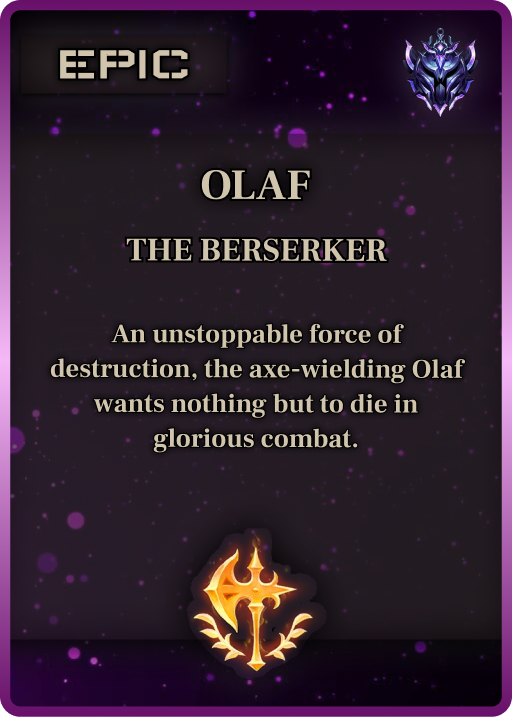 EPIC
OLAF
THE BERSERKER
An unstoppable force of
destruction, the axe-wielding Olaf
wants nothing but to die in
glorious combat.